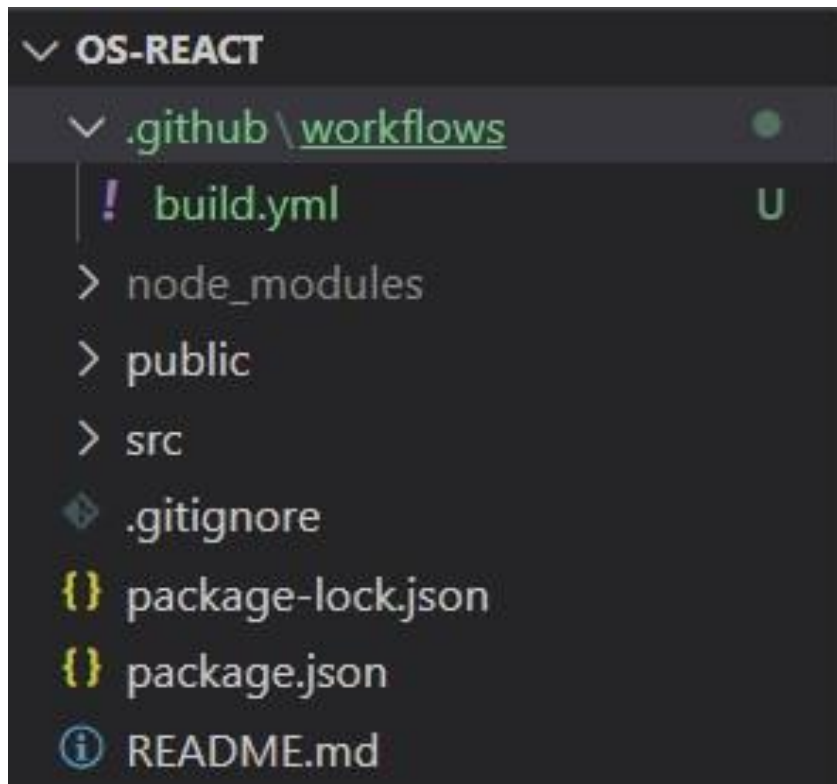 OS-REACT
.github\workflows
! build.yml U
node_modules
public
src
.gitignore
{} package-lock.json
{} package.json
README.md